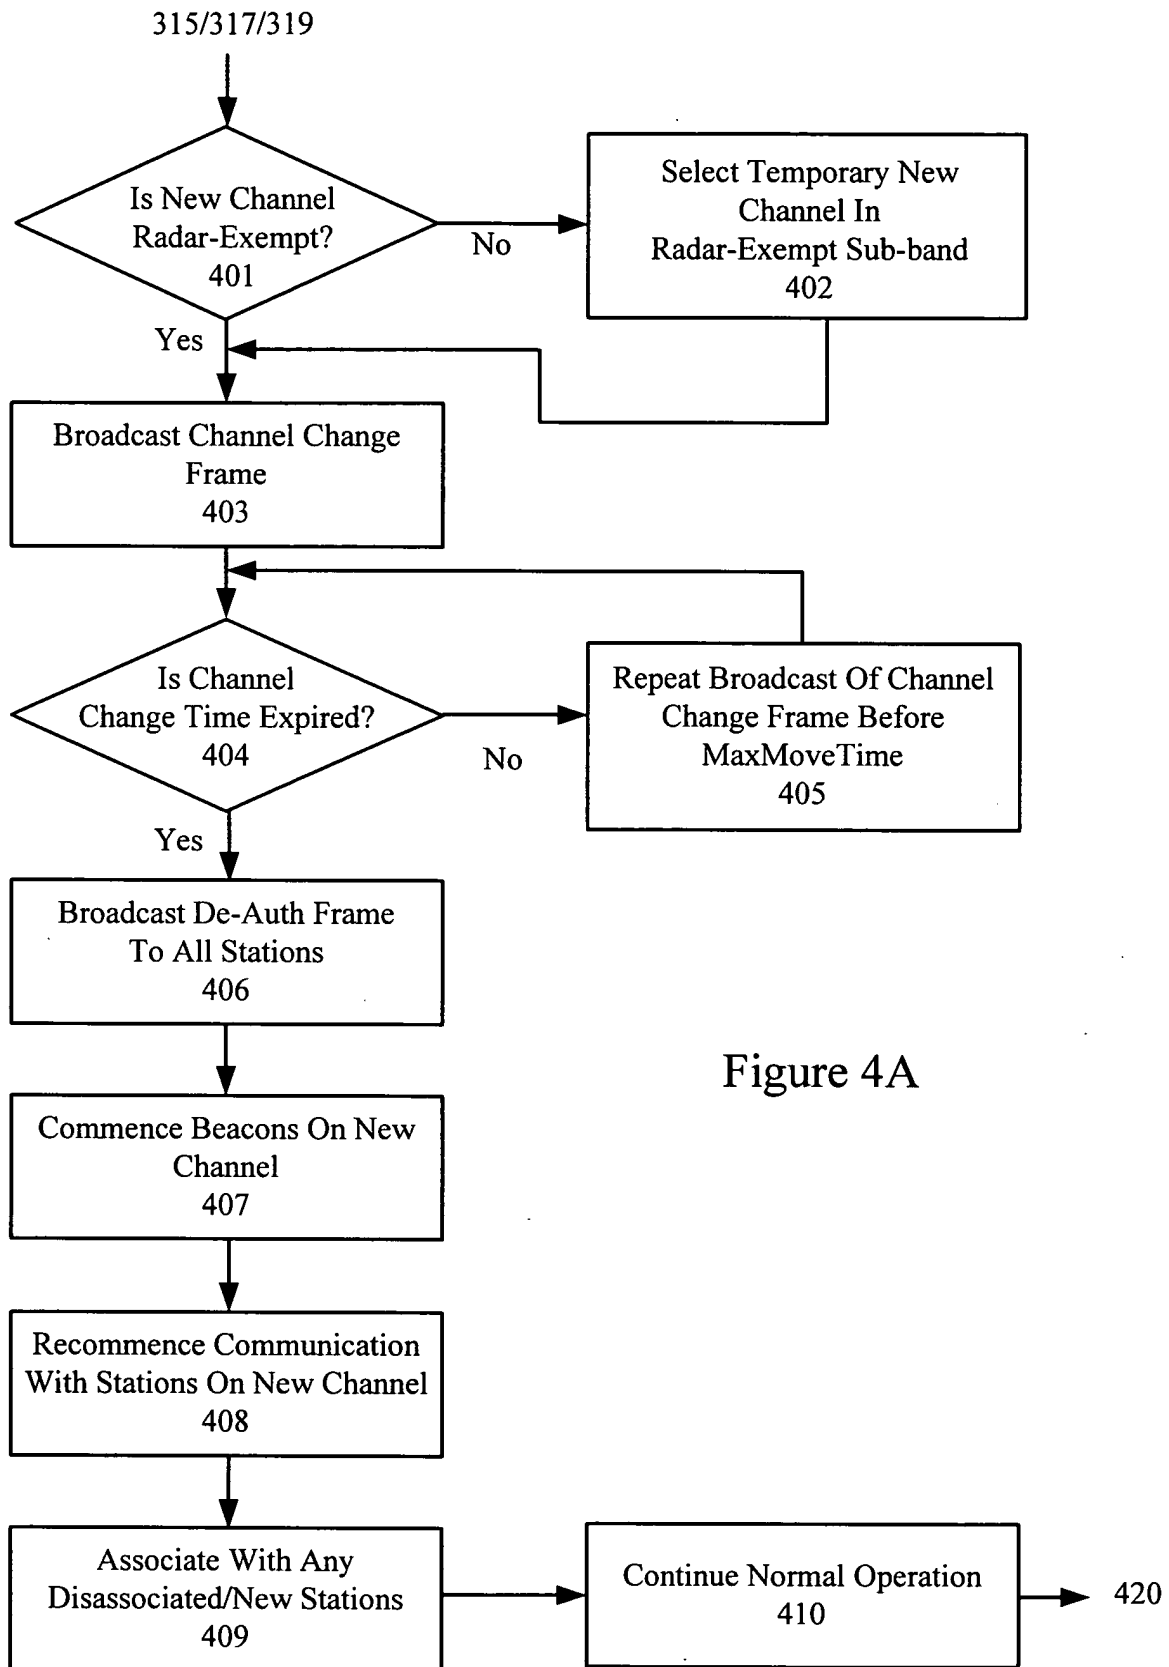 315/317/319
Is New Channel
Radar-Exempt?
401
No
Select Temporary New
Channel In
Radar-Exempt Sub-band
402
Yes
Broadcast Channel Change
Frame
403
Is Channel
Change Time Expired?
404
No
Repeat Broadcast Of Channel
Change Frame Before
MaxMoveTime
405
Yes
Broadcast De-Auth Frame
To All Stations
406
Figure 4A
Commence Beacons On New
Channel
407
Recommence Communication
With Stations On New Channel
408
Associate With Any
Disassociated/New Stations
409
Continue Normal Operation
410
420